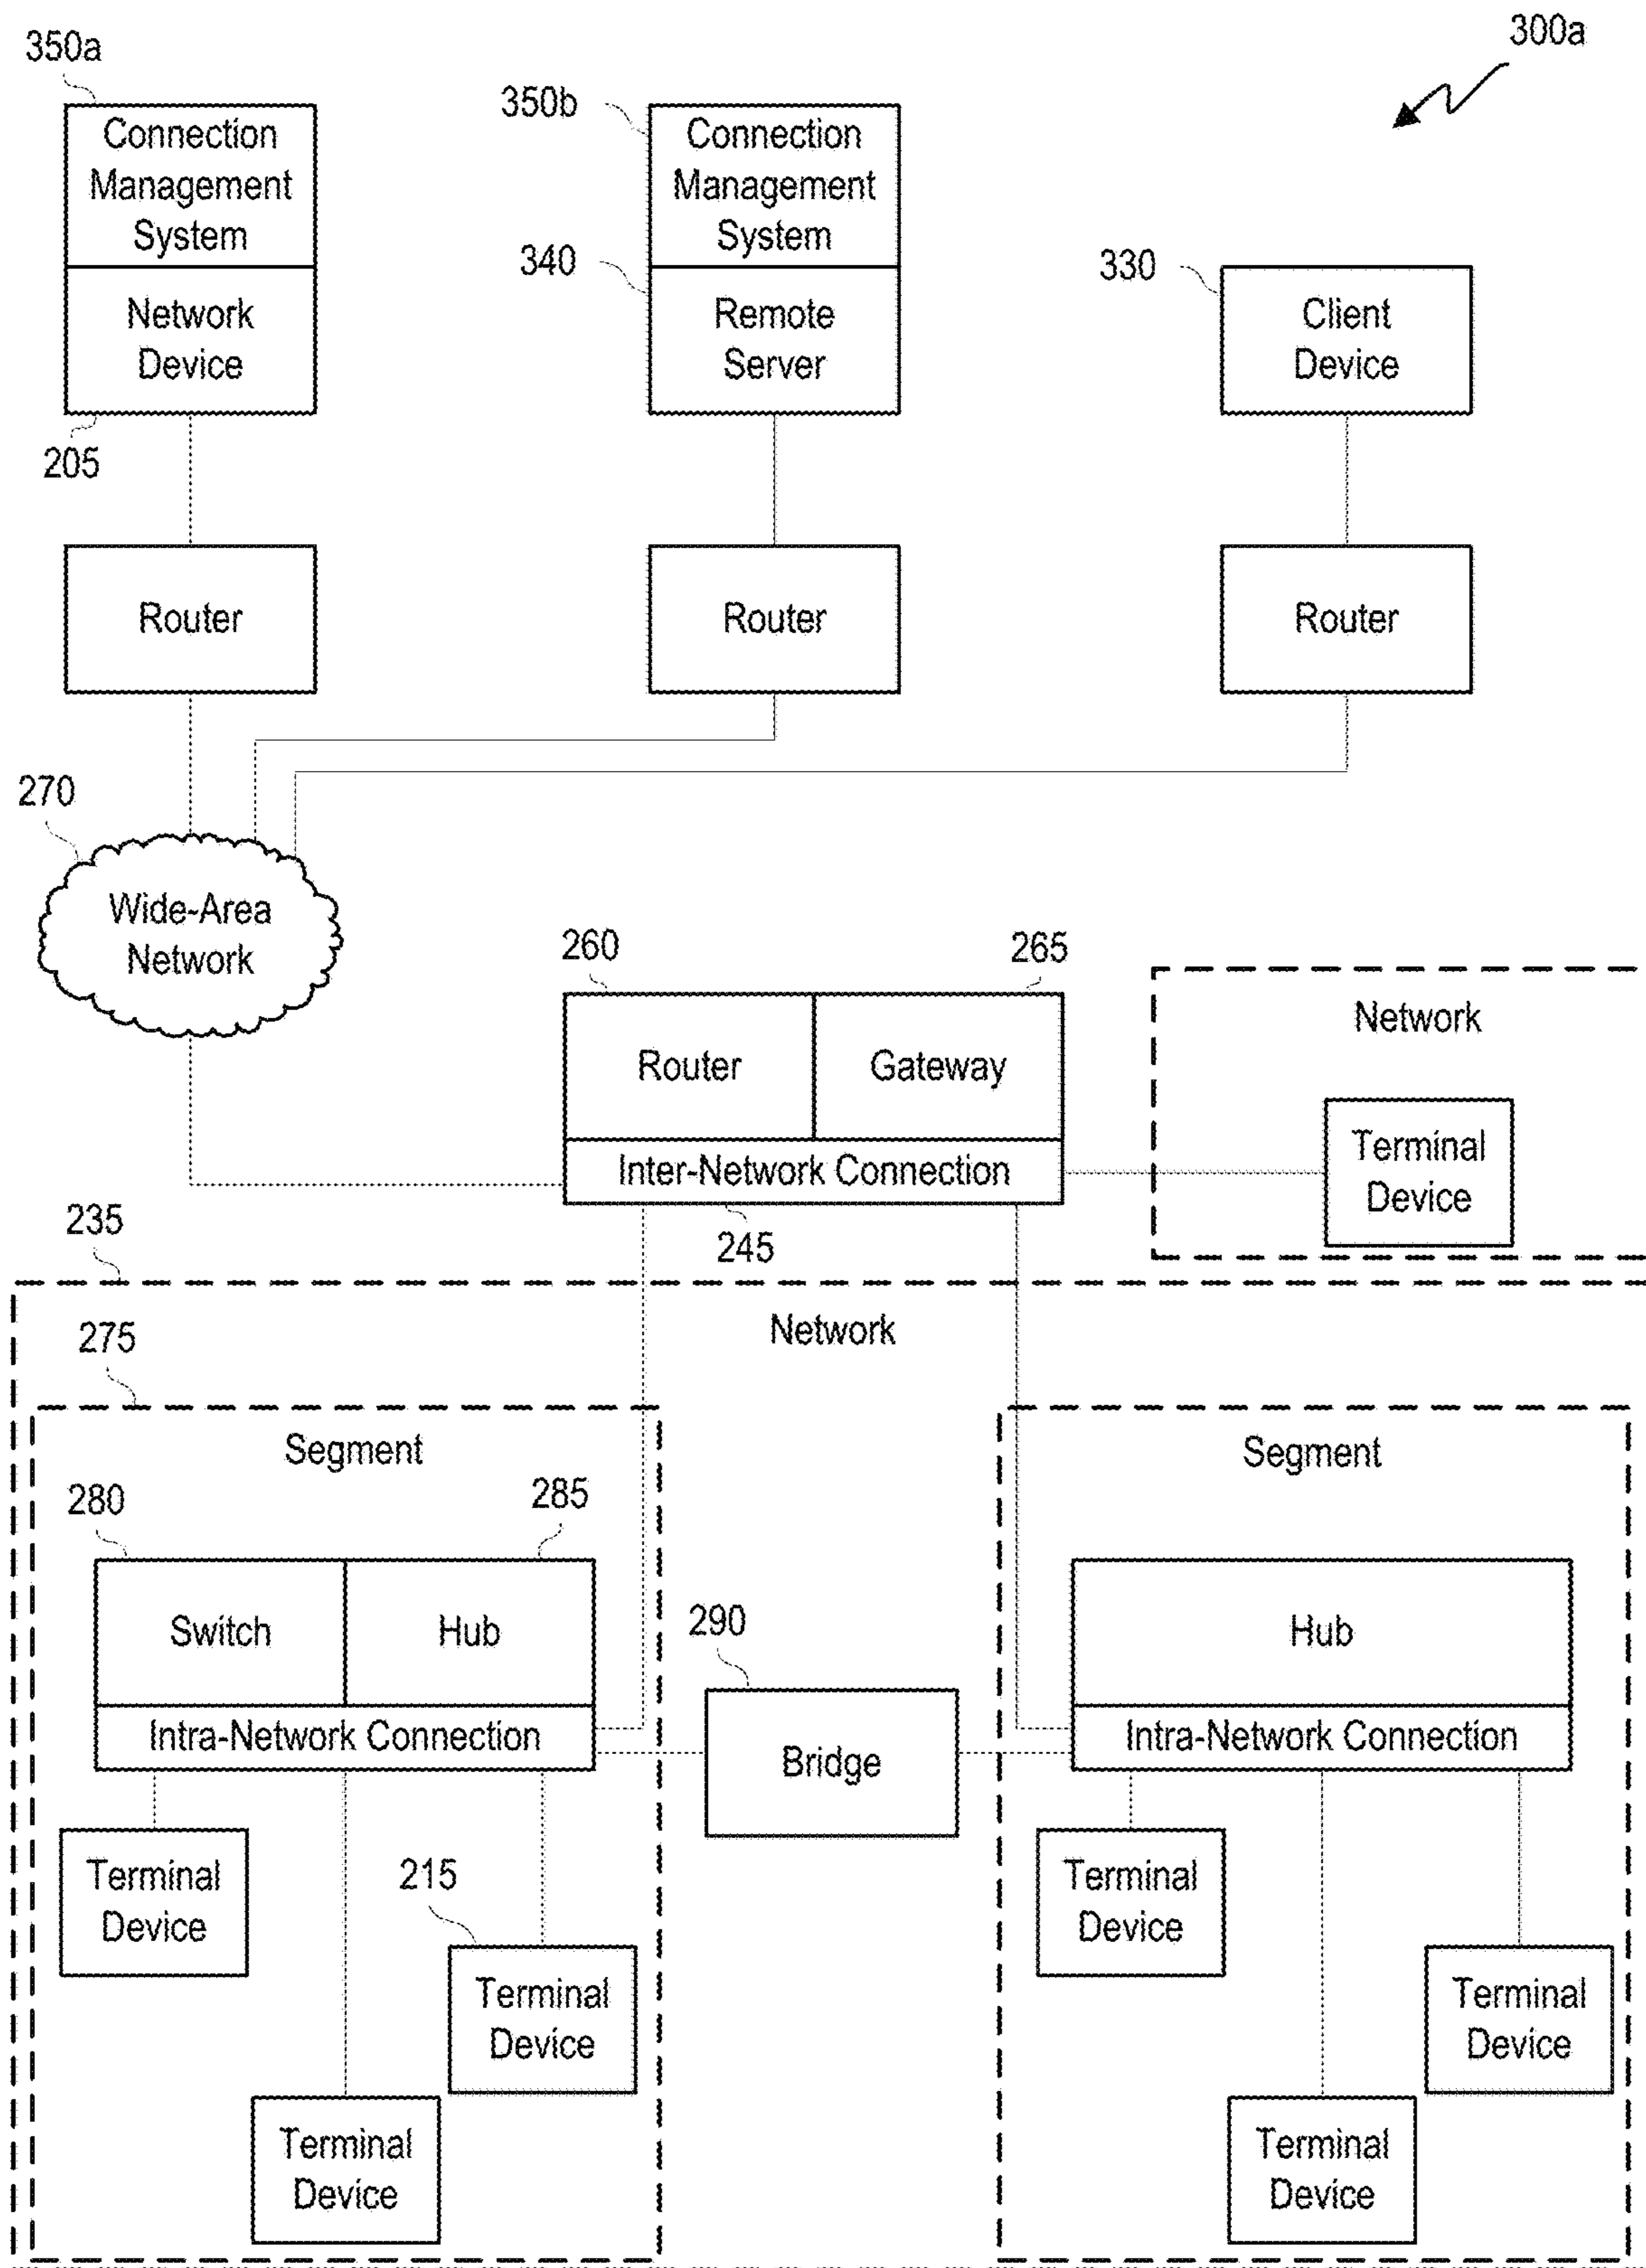 300a
350a
350b
Connection
Management
System
Connection
Management
System
340
330
Network
Device
Remote
Server
Client
Device
205
Router
Router
Router
270
Wide-Area
Network
260
265
Router
Gateway
Inter-Network Connection
245
Network
Terminal
Device
235
Network
275
Segment
280
285
Switch
Hub
Intra-Network Connection
290
Bridge
Segment
Hub
Intra-Network Connection
Terminal
Device
215
Terminal
Device
Terminal
Device
Terminal
Device
Terminal
Device
Terminal
Device